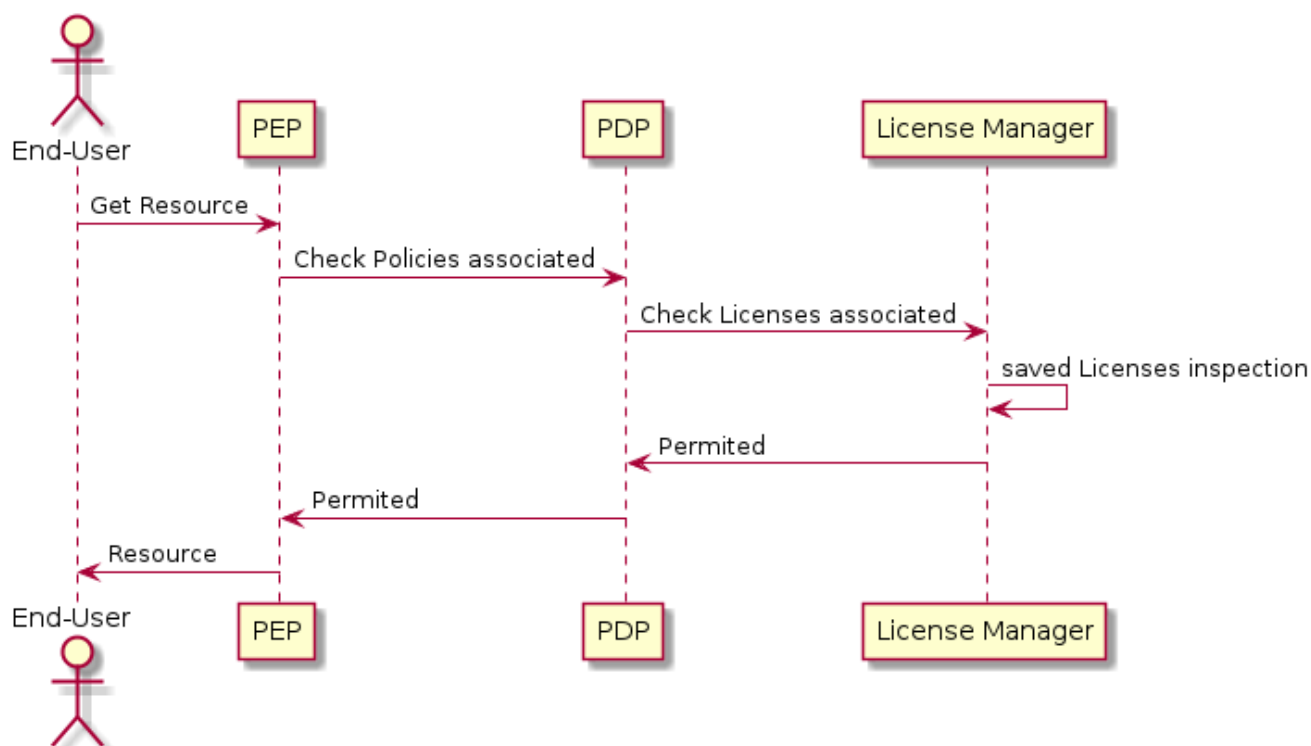 End-User
PEP
PDP
License Manager
Get Resource
Check Policies associated
Check Licenses associated
saved Licenses inspection
Permited
Permited
Resource
End-User
PEP
PDP
License Manager